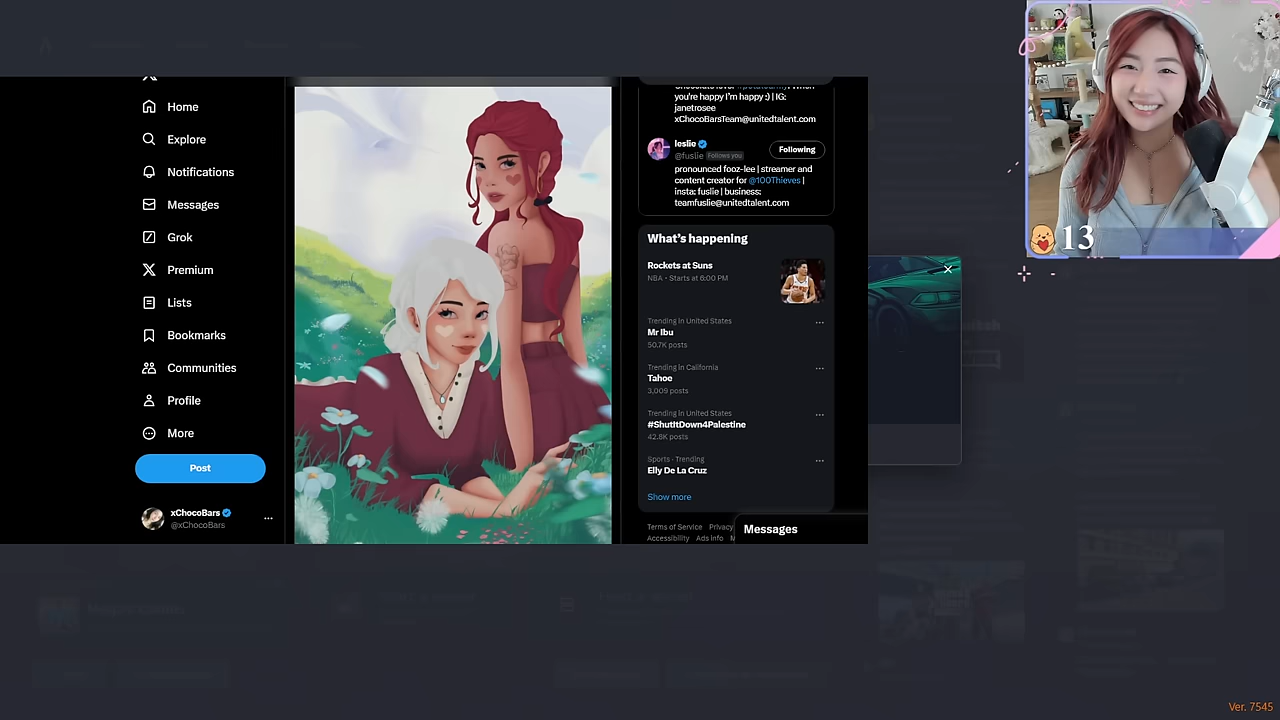 Home
Explore
Notifications
Messages
Grok
Premium
Lists
Bookmarks
Communities
Profile
More
Post
xChocoBars
@xChocoBars
you're happy I'm happy :) | IG:
janetrosee
xChocoBarsTeam@unitedtalent.com
leslie
@fuslie Follows you
Following
pronounced fooz-lee | streamer and
content creator for @100Thieves |
insta: fuslie | business:
teamfuslie@unitedtalent.com
What's happening
Rockets at Suns
NBA · Starts at 6:00 PM
Trending in United States
Mr Ibu
50.7K posts
Trending in California
Tahoe
3,009 posts
Trending in United States
#ShutItDown4Palestine
42.8K posts
Sports · Trending
Elly De La Cruz
Show more
Terms of Service Privacy
Accessibility Ads info
Messages
13
Ver. 7545